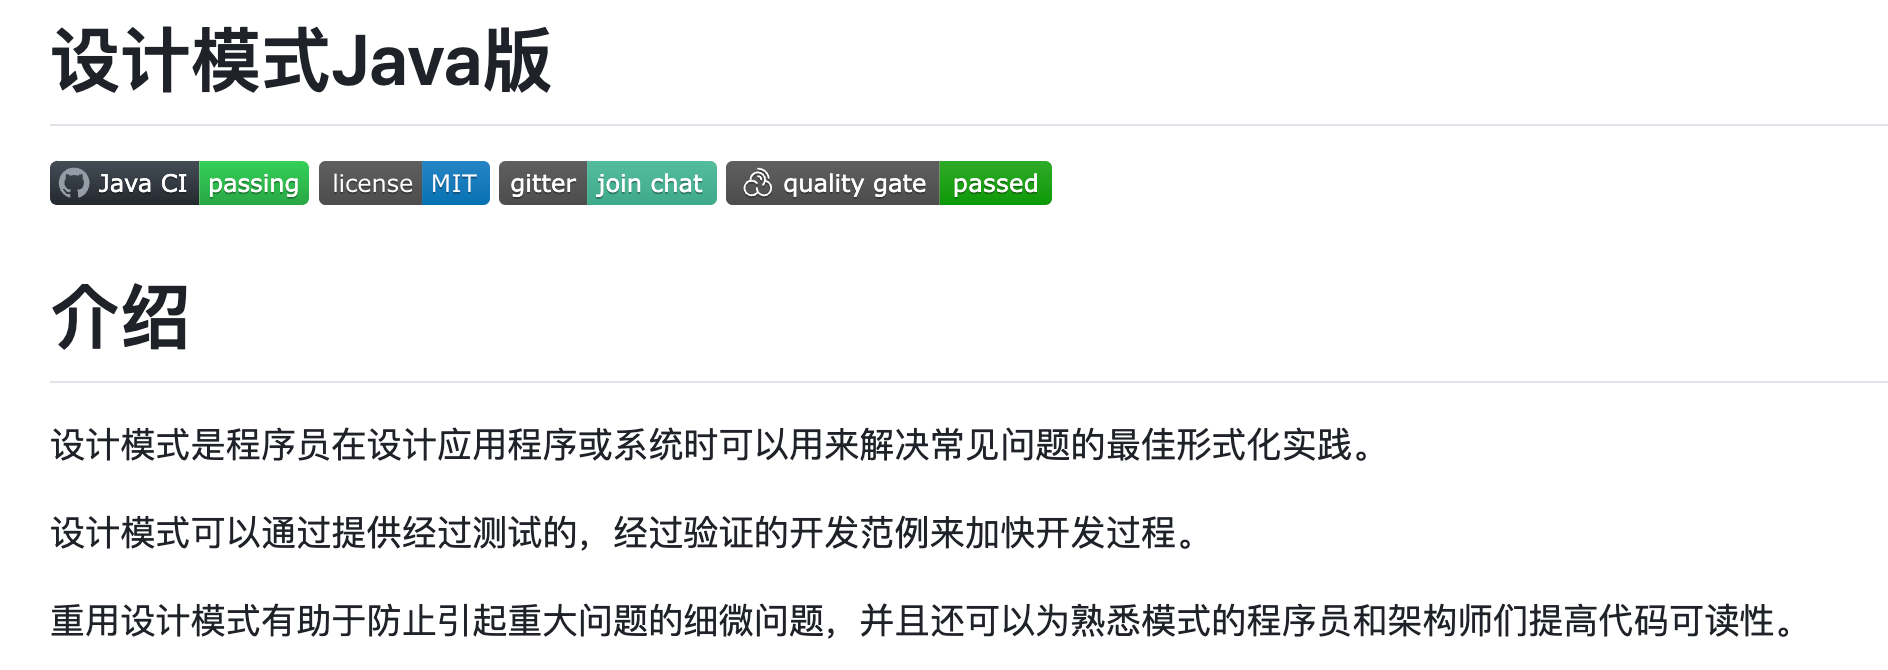 设计模式Java版
Java CI passing license MIT gitter join chat quality gate passed
介绍
设计模式是程序员在设计应用程序或系统时可以用来解决常见问题的最佳形式化实践。
设计模式可以通过提供经过测试的，经过验证的开发范例来加快开发过程。
重用设计模式有助于防止引起重大问题的细微问题，并且还可以为熟悉模式的程序员和架构师们提高代码可读性。